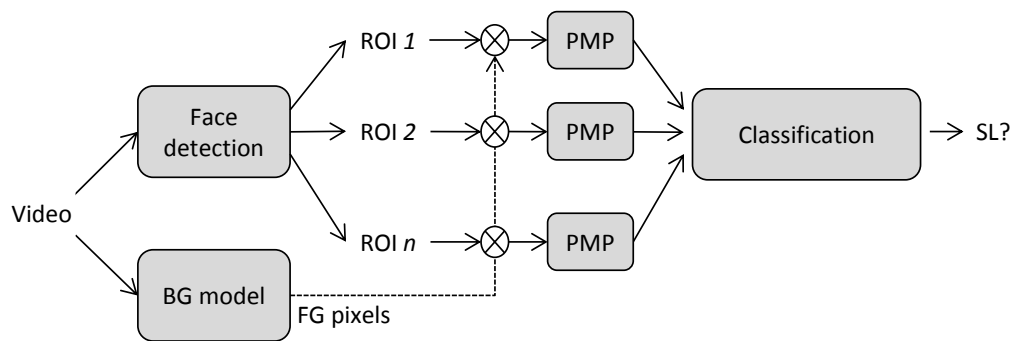 ROI 1
PMP
Face
detection
ROI 2
PMP
Classification
SL?
Video
ROI n
PMP
BG model
FG pixels